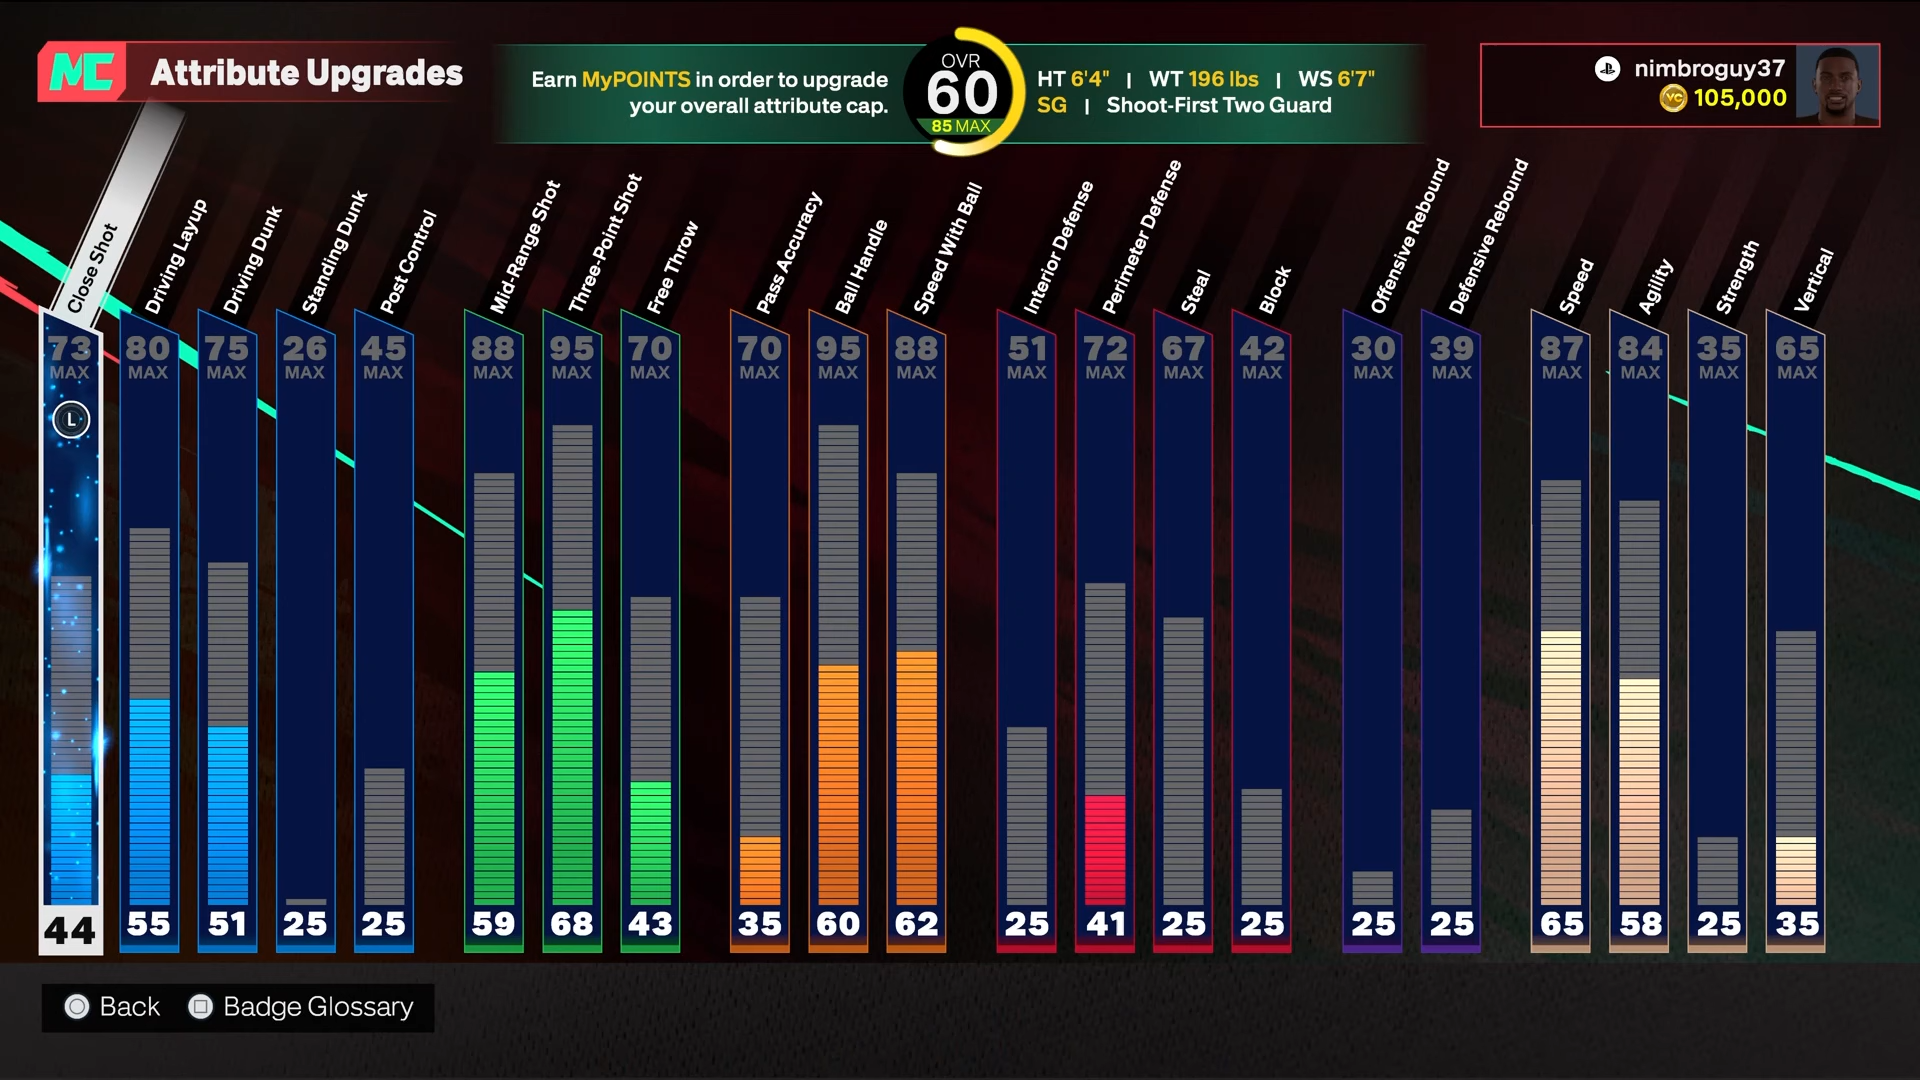 MC Attribute Upgrades
Earn MyPOINTS in order to upgrade
your overall attribute cap.
OVR
60
85 MAX
HT 6'4" | WT 196 lbs | WS 6'7"
SG | Shoot-First Two Guard
nimbroguy37
VC 105,000
Close Shot
Driving Layup
Driving Dunk
Standing Dunk
Post Control
Mid-Range Shot
Three-Point Shot
Free Throw
Pass Accuracy
Ball Handle
Speed With Ball
Interior Defense
Perimeter Defense
Steal
Block
Offensive Rebound
Defensive Rebound
Speed
Agility
Strength
Vertical
73 80 75 26 45 88 95 70 70 95 88 51 72 67 42 30 39 87 84 35 65
MAX MAX MAX MAX MAX MAX MAX MAX MAX MAX MAX MAX MAX MAX MAX MAX MAX MAX MAX MAX MAX
L
44 55 51 25 25 59 68 43 35 60 62 25 41 25 25 25 25 65 58 25 35
Back Badge Glossary